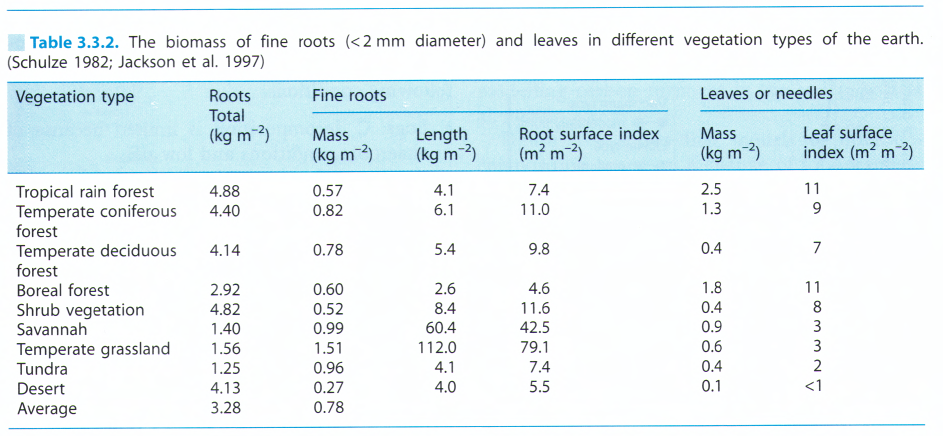 Table 3.3.2. The biomass of fine roots (<2 mm diameter) and leaves in different vegetation types of the earth.
(Schulze 1982; Jackson et al. 1997)
Vegetation type Roots Fine roots Leaves or needles
Total
(kg m⁻²) Mass Length Root surface index Mass Leaf surface
(kg m⁻²) (kg m⁻²) (m² m⁻²) (kg m⁻²) index (m² m⁻²)
Tropical rain forest 4.88 0.57 4.1 7.4 2.5 11
Temperate coniferous 4.40 0.82 6.1 11.0 1.3 9
forest
Temperate deciduous 4.14 0.78 5.4 9.8 0.4 7
forest
Boreal forest 2.92 0.60 2.6 4.6 1.8 11
Shrub vegetation 4.82 0.52 8.4 11.6 0.4 8
Savannah 1.40 0.99 60.4 42.5 0.9 3
Temperate grassland 1.56 1.51 112.0 79.1 0.6 3
Tundra 1.25 0.96 4.1 7.4 0.4 2
Desert 4.13 0.27 4.0 5.5 0.1 <1
Average 3.28 0.78